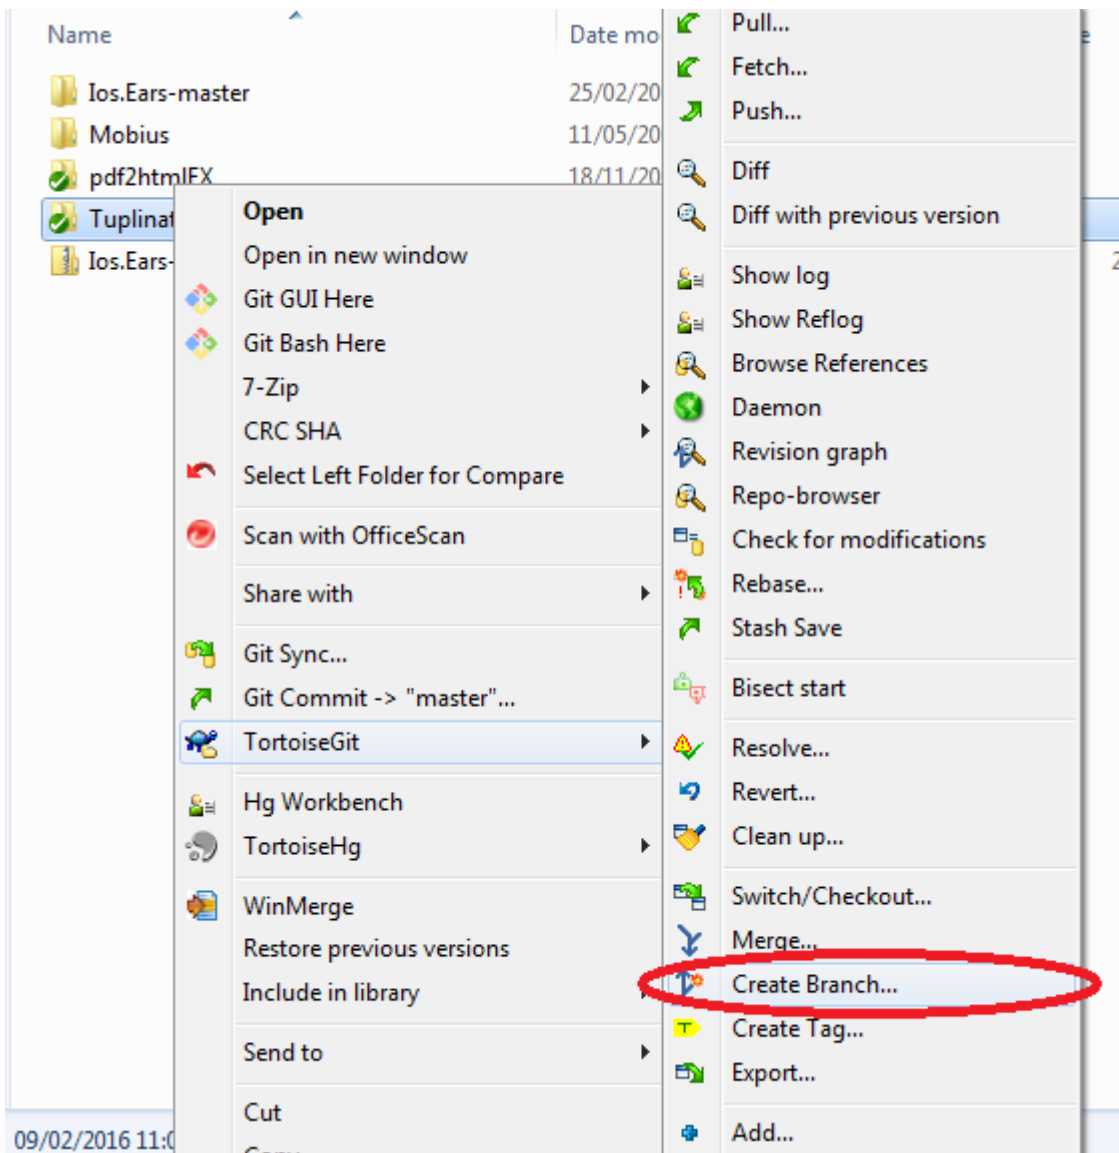 Name
Date mo
Ios.Ears-master
25/02/20
Mobius
11/05/20
pdf2htmlEX
18/11/20
Tuplinat
Ios.Ears-
2
Open
Open in new window
Git GUI Here
Git Bash Here
7-Zip
CRC SHA
Select Left Folder for Compare
Scan with OfficeScan
Share with
Git Sync...
Git Commit -> "master"...
TortoiseGit
Hg Workbench
TortoiseHg
WinMerge
Restore previous versions
Include in library
Send to
Cut
Copy
Pull...
Fetch...
Push...
Diff
Diff with previous version
Show log
Show Reflog
Browse References
Daemon
Revision graph
Repo-browser
Check for modifications
Rebase...
Stash Save
Bisect start
Resolve...
Revert...
Clean up...
Switch/Checkout...
Merge...
Create Branch...
Create Tag...
Export...
Add...
09/02/2016 11:0